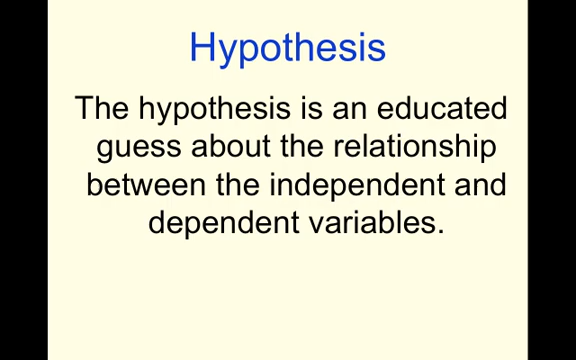 Hypothesis
The hypothesis is an educated
guess about the relationship
between the independent and
dependent variables.